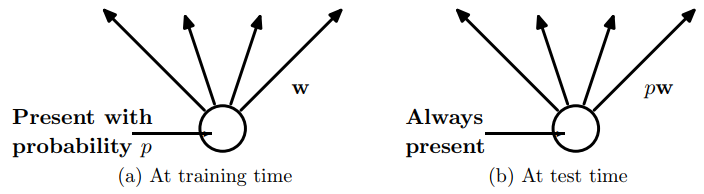 w
Present with
probability p
(a) At training time
pw
Always
present
(b) At test time